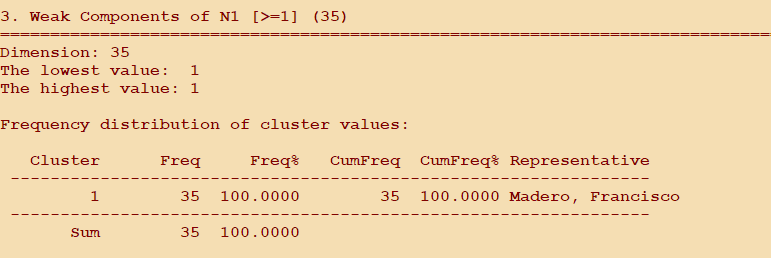 3. Weak Components of N1 [>=1] (35)
==============================================================================
Dimension: 35
The lowest value:  1
The highest value: 1
Frequency distribution of cluster values:
   Cluster      Freq     Freq%   CumFreq  CumFreq% Representative
 ----------------------------------------------------------------
         1        35  100.0000        35  100.0000 Madero, Francisco
 ----------------------------------------------------------------
       Sum        35  100.0000